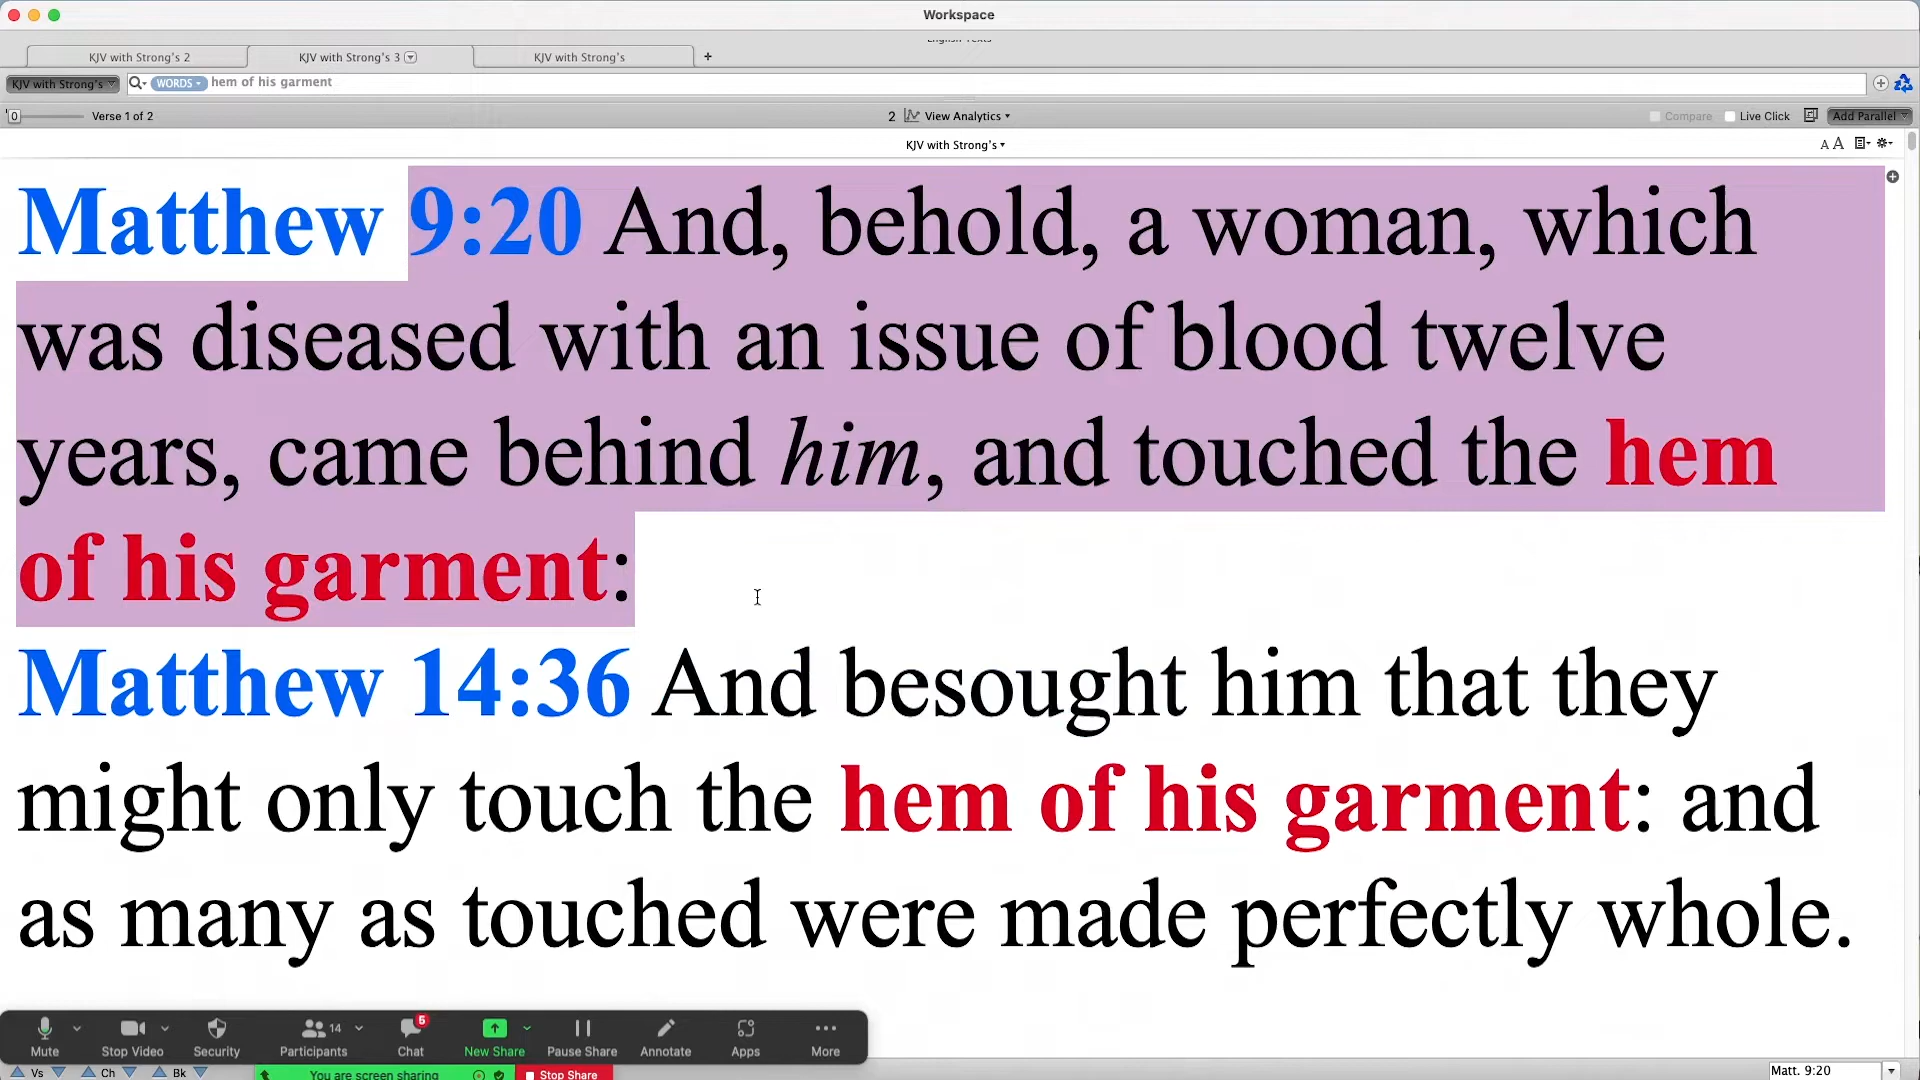 Workspace
English Texts
KJV with Strong's 2
KJV with Strong's 3
KJV with Strong's
+
KJV with Strong's
WORDS
hem of his garment
0
Verse 1 of 2
2 View Analytics
Compare
Live Click
Add Parallel
KJV with Strong's
A A
Matthew 9:20 And, behold, a woman, which
was diseased with an issue of blood twelve
years, came behind him, and touched the hem
of his garment:
Matthew 14:36 And besought him that they
might only touch the hem of his garment: and
as many as touched were made perfectly whole.
14
5
Mute
Stop Video
Security
Participants
Chat
New Share
Pause Share
Annotate
Apps
More
Vs
Ch
Bk
You are screen sharing
Stop Share
Matt. 9:20